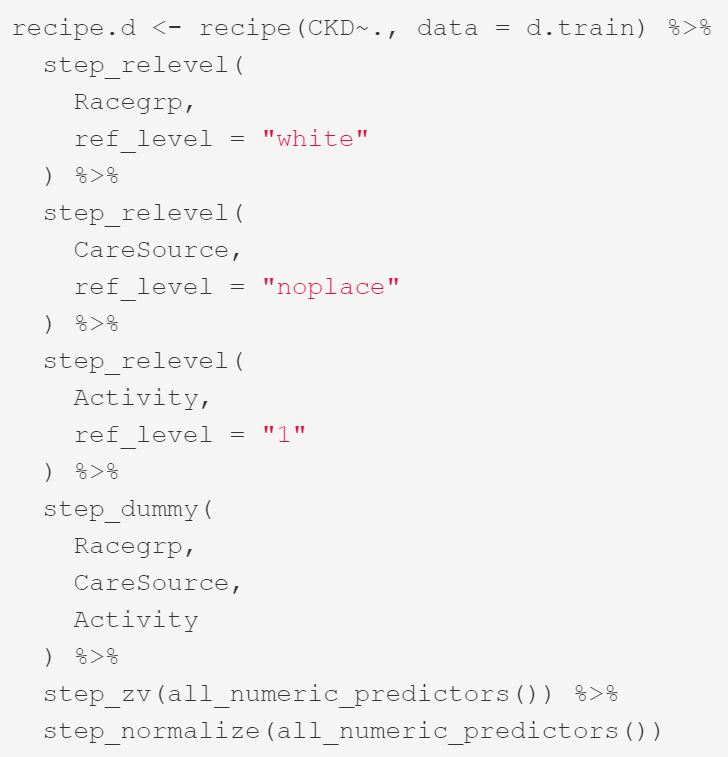 recipe.d <- recipe(CKD~., data = d.train) %>%
  step_relevel(
    Racegrp,
    ref_level = "white"
  ) %>%
  step_relevel(
    CareSource,
    ref_level = "noplace"
  ) %>%
  step_relevel(
    Activity,
    ref_level = "1"
  ) %>%
  step_dummy(
    Racegrp,
    CareSource,
    Activity
  ) %>%
  step_zv(all_numeric_predictors()) %>%
  step_normalize(all_numeric_predictors())